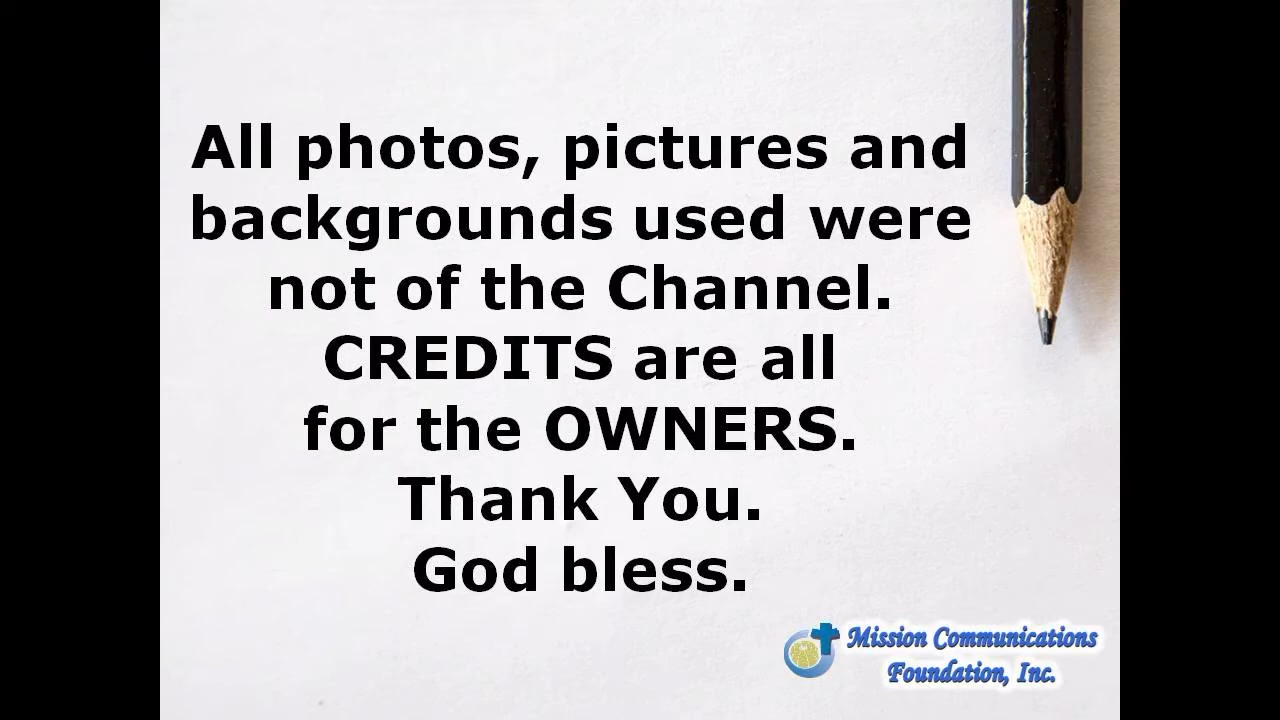 All photos, pictures and
backgrounds used were
not of the Channel.
CREDITS are all
for the OWNERS.
Thank You.
God bless.
Mission Communications
Foundation, Inc.